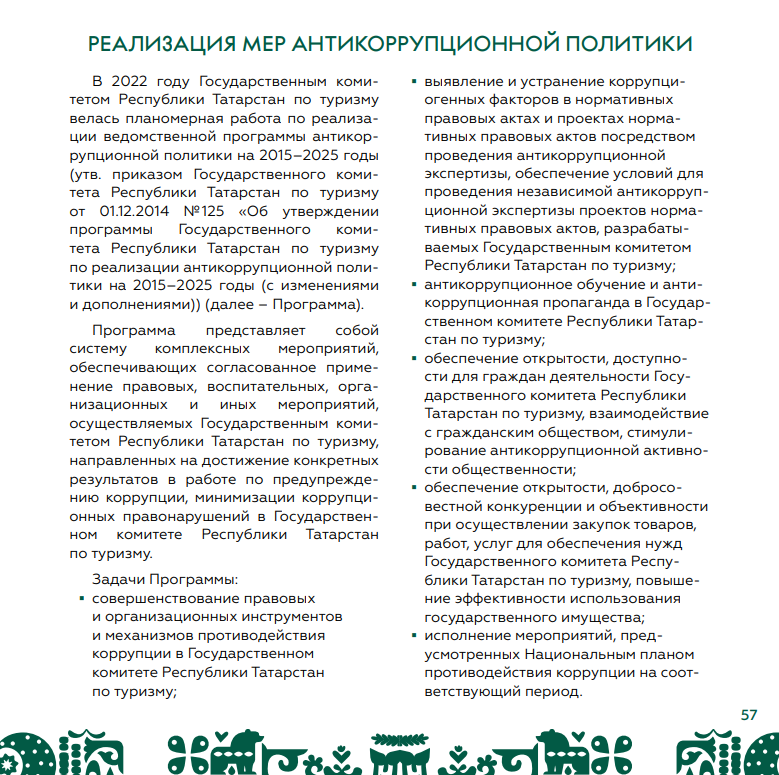 РЕАЛИЗАЦИЯ МЕР АНТИКОРРУПЦИОННОЙ ПОЛИТИКИ
В 2022 году Государственным коми-
тетом Республики Татарстан по туризму
велась планомерная работа по реализа-
ции ведомственной программы антикор-
рупционной политики на 2015–2025 годы
(утв. приказом Государственного коми-
тета Республики Татарстан по туризму
от 01.12.2014 №125 «Об утверждении
программы Государственного коми-
тета Республики Татарстан по туризму
по реализации антикоррупционной поли-
тики на 2015–2025 годы (с изменениями
и дополнениями)) (далее – Программа).
Программа представляет собой
систему комплексных мероприятий,
обеспечивающих согласованное приме-
нение правовых, воспитательных, орга-
низационных и иных мероприятий,
осуществляемых Государственным коми-
тетом Республики Татарстан по туризму,
направленных на достижение конкретных
результатов в работе по предупрежде-
нию коррупции, минимизации коррупци-
онных правонарушений в Государствен-
ном комитете Республики Татарстан
по туризму.
Задачи Программы:
▪ совершенствование правовых
и организационных инструментов
и механизмов противодействия
коррупции в Государственном
комитете Республики Татарстан
по туризму;
▪ выявление и устранение коррупци-
огенных факторов в нормативных
правовых актах и проектах норма-
тивных правовых актов посредством
проведения антикоррупционной
экспертизы, обеспечение условий для
проведения независимой антикорруп-
ционной экспертизы проектов норма-
тивных правовых актов, разрабаты-
ваемых Государственным комитетом
Республики Татарстан по туризму;
▪ антикоррупционное обучение и анти-
коррупционная пропаганда в Государ-
ственном комитете Республики Татар-
стан по туризму;
▪ обеспечение открытости, доступно-
сти для граждан деятельности Госу-
дарственного комитета Республики
Татарстан по туризму, взаимодействие
с гражданским обществом, стимули-
рование антикоррупционной активно-
сти общественности;
▪ обеспечение открытости, добросо-
вестной конкуренции и объективности
при осуществлении закупок товаров,
работ, услуг для обеспечения нужд
Государственного комитета Респу-
блики Татарстан по туризму, повыше-
ние эффективности использования
государственного имущества;
▪ исполнение мероприятий, пред-
усмотренных Национальным планом
противодействия коррупции на соот-
ветствующий период.
57